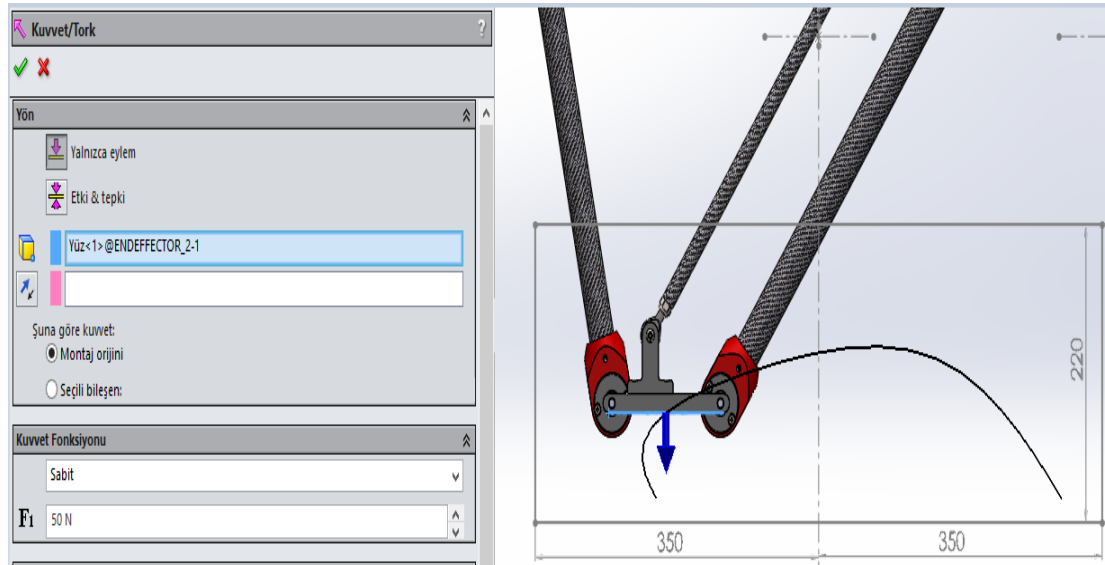 Kuvvet/Tork
?
Yön
Yalnızca eylem
Etki & tepki
Yüz<1>@ENDEFFECTOR_2-1
Şuna göre kuvvet:
Montaj orijini
Seçili bileşen:
Kuvvet Fonksiyonu
Sabit
F1 50 N
220
350
350